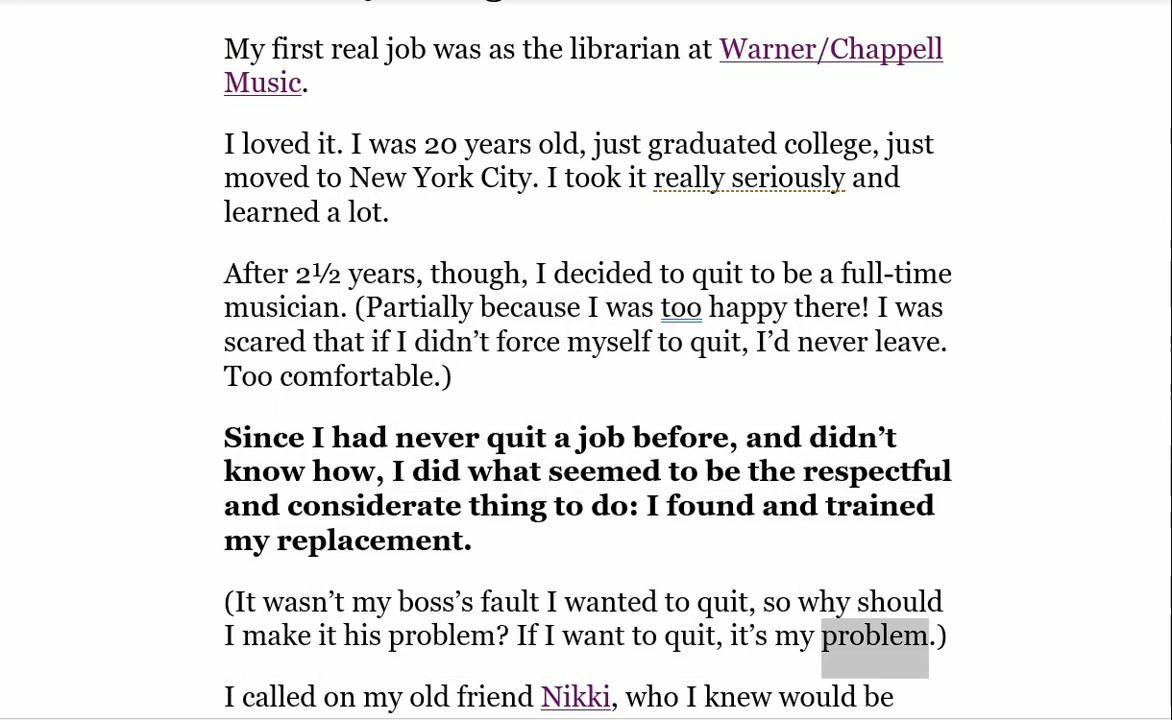 My first real job was as the librarian at Warner/Chappell
Music.
I loved it. I was 20 years old, just graduated college, just
moved to New York City. I took it really seriously and
learned a lot.
After 2½ years, though, I decided to quit to be a full-time
musician. (Partially because I was too happy there! I was
scared that if I didn’t force myself to quit, I’d never leave.
Too comfortable.)
Since I had never quit a job before, and didn’t
know how, I did what seemed to be the respectful
and considerate thing to do: I found and trained
my replacement.
(It wasn’t my boss’s fault I wanted to quit, so why should
I make it his problem? If I want to quit, it’s my problem.)
I called on my old friend Nikki, who I knew would be